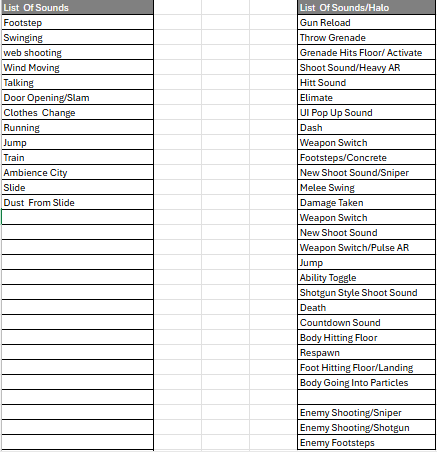 List Of Sounds
Footstep
Swinging
web shooting
Wind Moving
Talking
Door Opening/Slam
Clothes Change
Running
Jump
Train
Ambience City
Slide
Dust From Slide
List Of Sounds/Halo
Gun Reload
Throw Grenade
Grenade Hits Floor/ Activate
Shoot Sound/Heavy AR
Hitt Sound
Elimate
UI Pop Up Sound
Dash
Weapon Switch
Footsteps/Concrete
New Shoot Sound/Sniper
Melee Swing
Damage Taken
Weapon Switch
New Shoot Sound
Weapon Switch/Pulse AR
Jump
Ability Toggle
Shotgun Style Shoot Sound
Death
Countdown Sound
Body Hitting Floor
Respawn
Foot Hitting Floor/Landing
Body Going Into Particles
Enemy Shooting/Sniper
Enemy Shooting/Shotgun
Enemy Footsteps